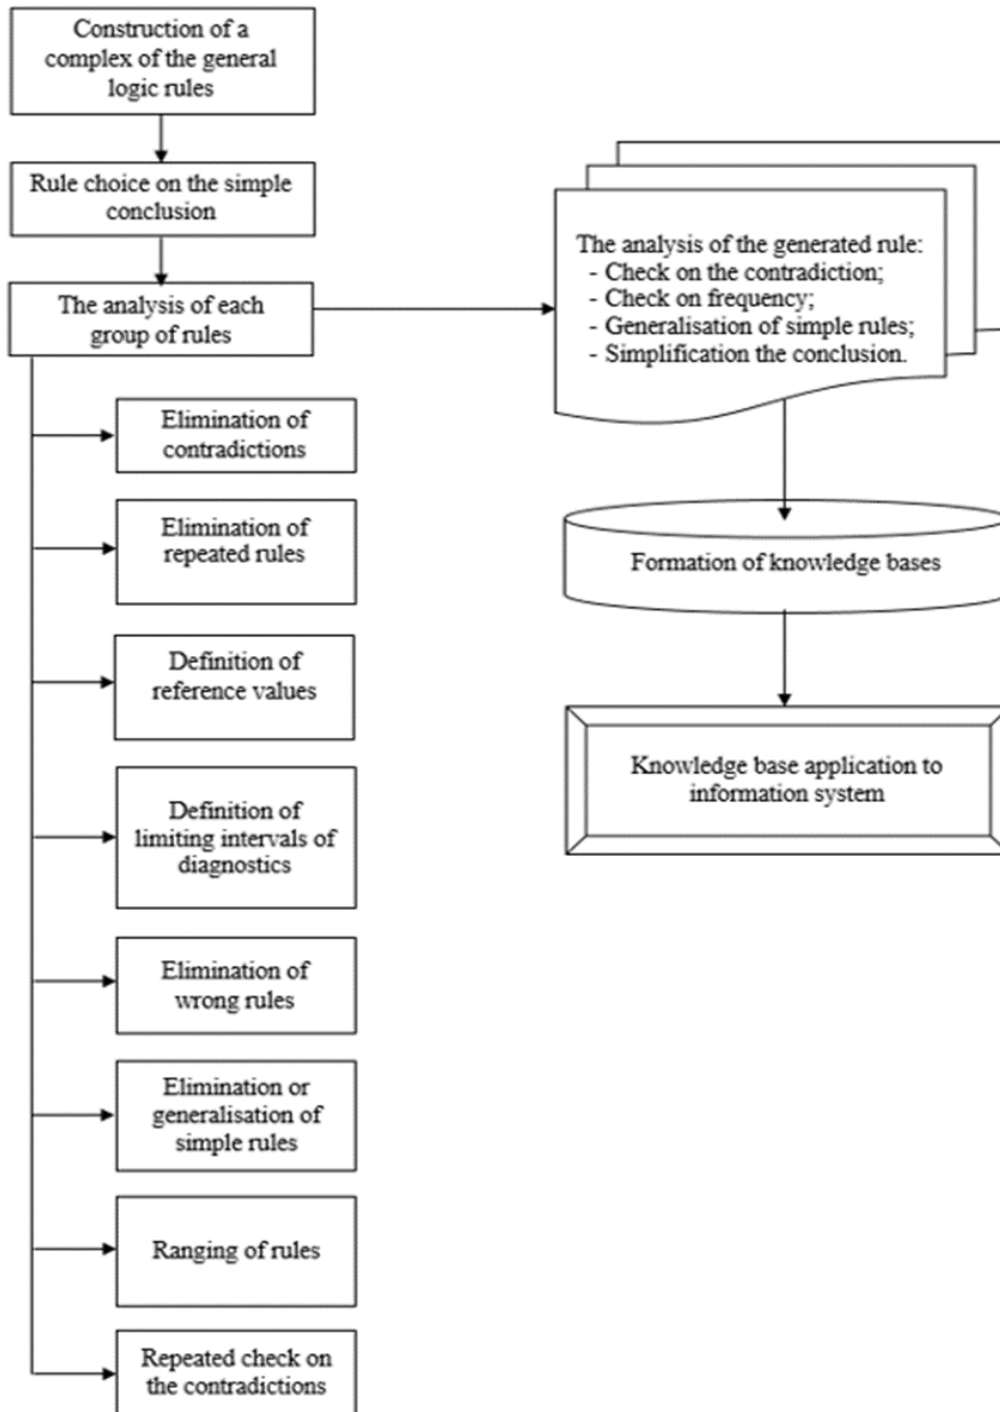 Construction of a
complex of the general
logic rules
Rule choice on the simple
conclusion
The analysis of each
group of rules
Elimination of
contradictions
Elimination of
repeated rules
Definition of
reference values
Definition of
limiting intervals of
diagnostics
Elimination of
wrong rules
Elimination or
generalisation of
simple rules
Ranging of rules
Repeated check on
the contradictions
The analysis of the generated rule:
- Check on the contradiction;
- Check on frequency;
- Generalisation of simple rules;
- Simplification the conclusion.
Formation of knowledge bases
Knowledge base application to
information system